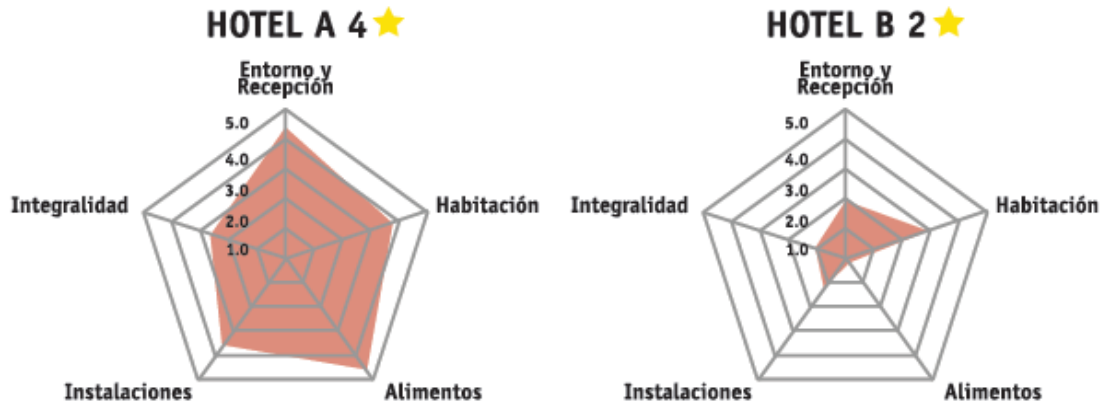 HOTEL A 4
Entorno y
Recepción
5.0
4.0
3.0
2.0
1.0
Integralidad
Habitación
Instalaciones
Alimentos
HOTEL B 2
Entorno y
Recepción
5.0
4.0
3.0
2.0
1.0
Integralidad
Habitación
Instalaciones
Alimentos